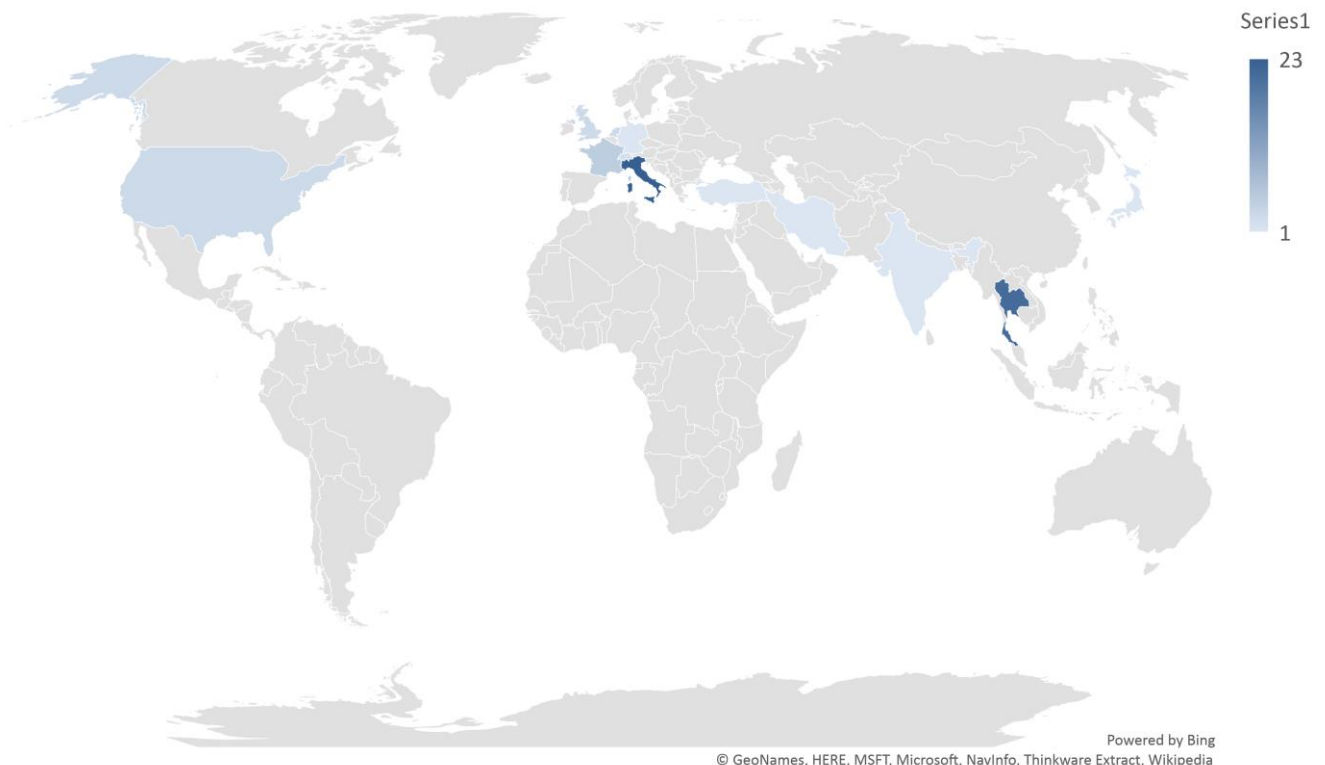 Series1
23
1
Powered by Bing
© GeoNames, HERE, MSFT, Microsoft, NavInfo, Thinkware Extract, Wikipedia